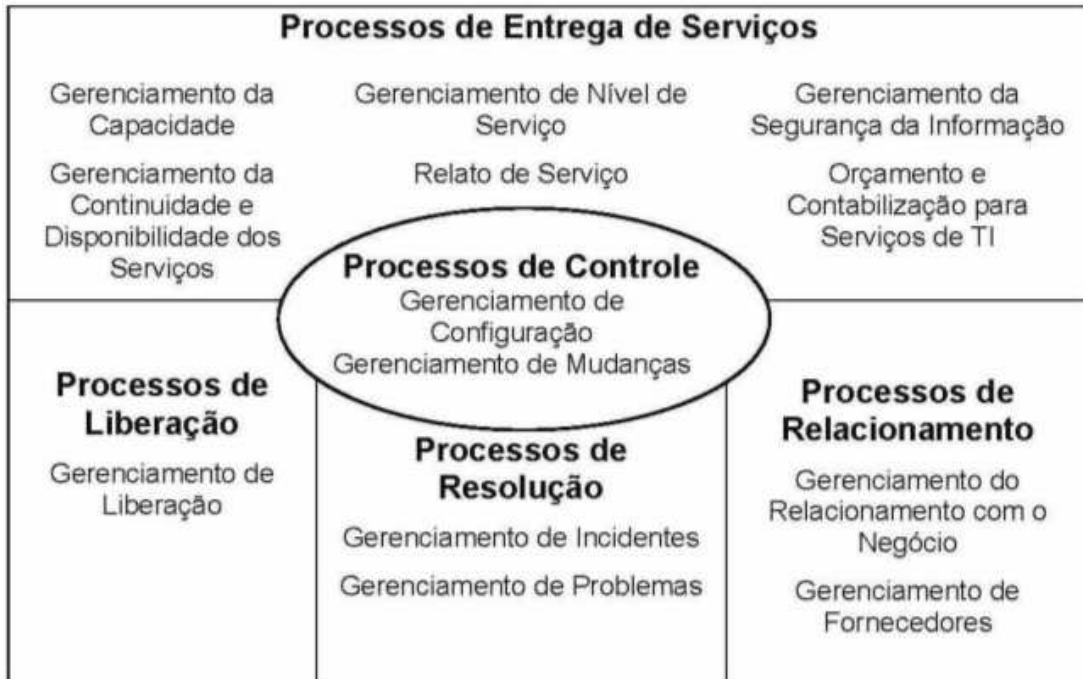 Processos de Entrega de Serviços
Gerenciamento da
Capacidade
Gerenciamento da
Continuidade e
Disponibilidade dos
Serviços
Gerenciamento de Nível de
Serviço
Relato de Serviço
Gerenciamento da
Segurança da Informação
Orçamento e
Contabilização para
Serviços de TI
Processos de Controle
Gerenciamento de
Configuração
Gerenciamento de Mudanças
Processos de
Liberação
Gerenciamento de
Liberação
Processos de
Resolução
Gerenciamento de Incidentes
Gerenciamento de Problemas
Processos de
Relacionamento
Gerenciamento do
Relacionamento com o
Negócio
Gerenciamento de
Fornecedores